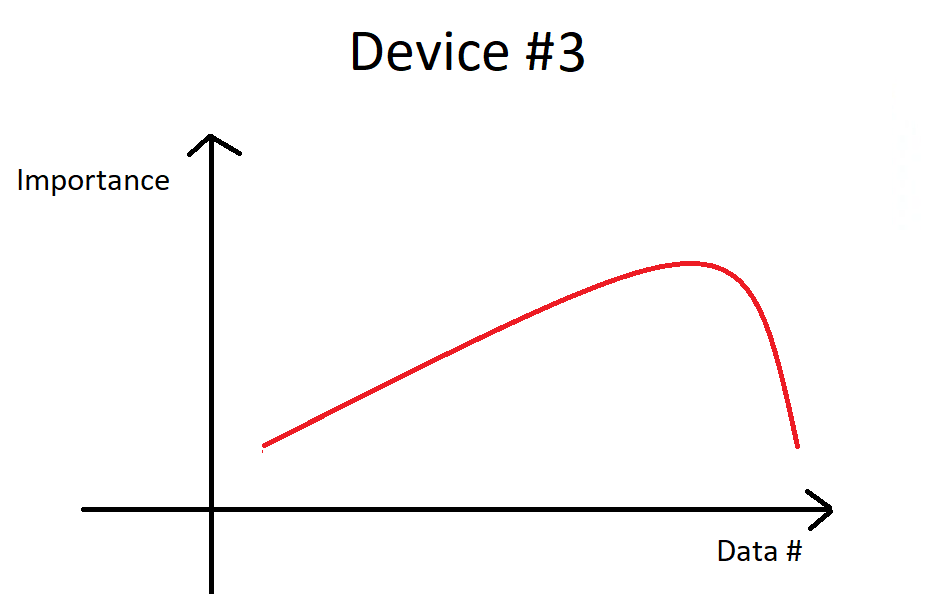 Device #3
Importance
Data #